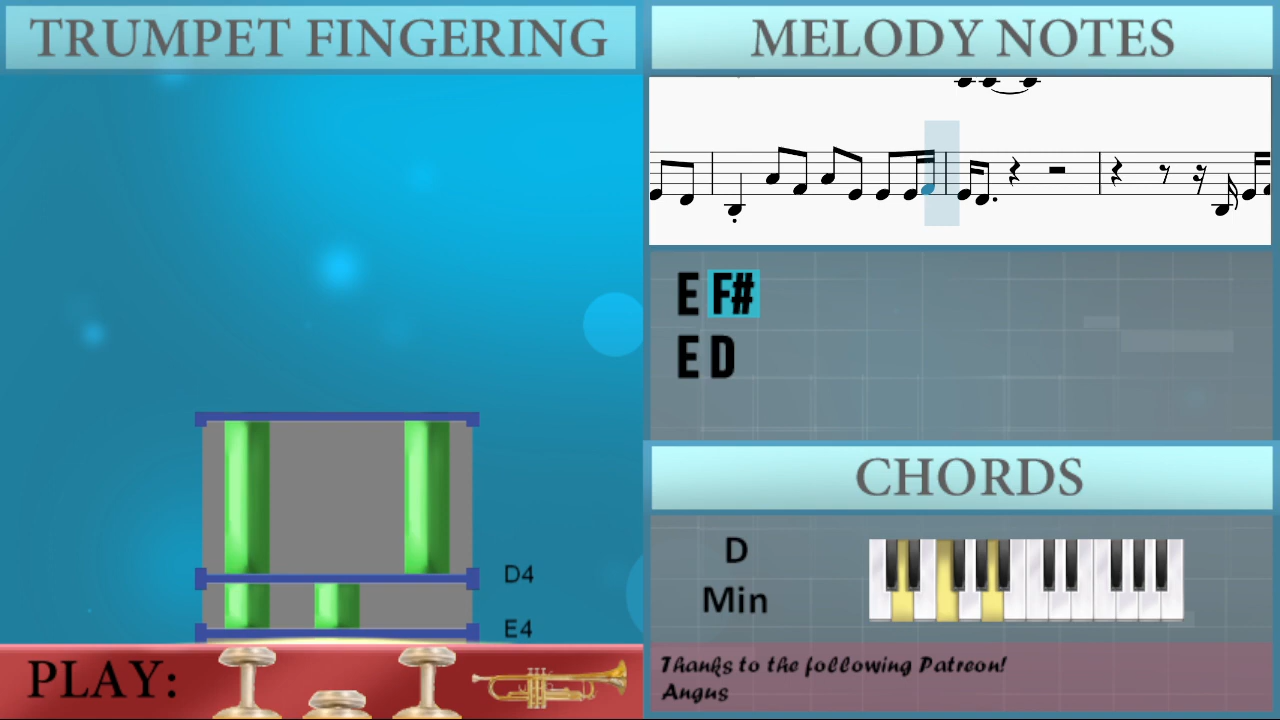 TRUMPET FINGERING
MELODY NOTES
E F#
E D
D4
E4
PLAY:
CHORDS
D
Min
Thanks to the following Patreon!
Angus